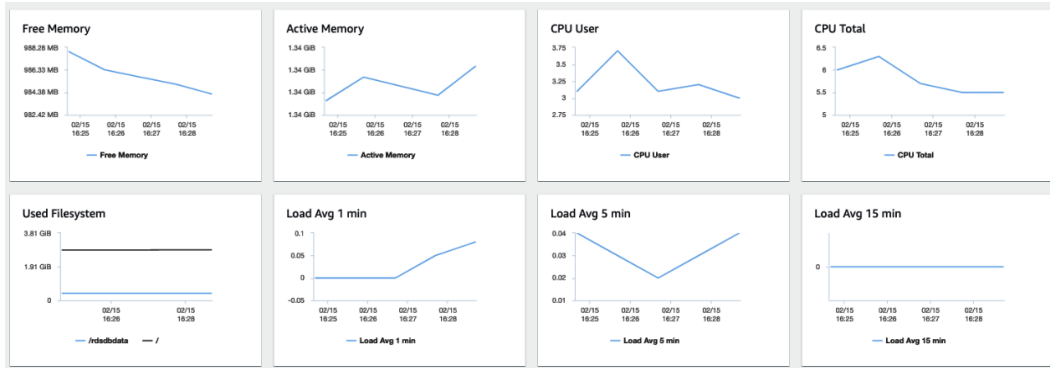 Free Memory
988.28 MB
986.33 MB
984.38 MB
982.42 MB
02/15 02/15 02/15 02/15
16:25 16:26 16:27 16:28
Free Memory
Active Memory
1.34 GiB
1.34 GiB
1.34 GiB
1.34 GiB
02/15 02/15 02/15 02/15
16:25 16:26 16:27 16:28
Active Memory
CPU User
3.75
3.5
3.25
3
2.75
02/15 02/15 02/15 02/15
16:25 16:26 16:27 16:28
CPU User
CPU Total
6.5
6
5.5
5
02/15 02/15 02/15 02/15
16:25 16:26 16:27 16:28
CPU Total
Used Filesystem
3.81 GiB
1.91 GiB
0
02/15 02/15
16:26 16:28
/rdsdbdata /
Load Avg 1 min
0.1
0.05
0
-0.05
02/15 02/15 02/15 02/15
16:25 16:26 16:27 16:28
Load Avg 1 min
Load Avg 5 min
0.04
0.03
0.02
0.01
02/15 02/15 02/15 02/15
16:25 16:26 16:27 16:28
Load Avg 5 min
Load Avg 15 min
0
02/15 02/15 02/15 02/15
16:25 16:26 16:27 16:28
Load Avg 15 min